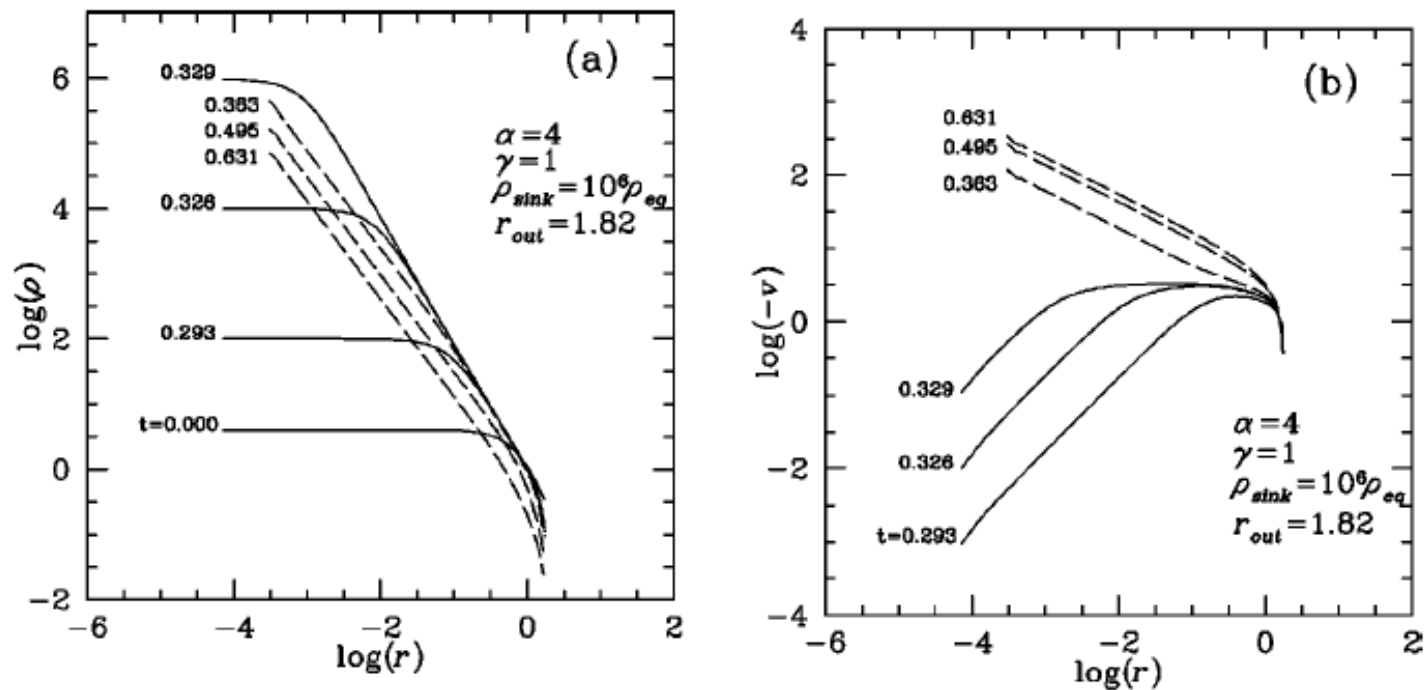 (a)
6
4
2
0
−2
log(ρ)
0.329
0.363
0.495
0.631
0.326
0.293
t=0.000
α=4
γ=1
ρsink=10⁶ρeq
rout=1.82
−6
−4
−2
0
2
log(r)
(b)
4
2
0
−2
−4
log(−v)
0.631
0.495
0.363
0.329
0.326
t=0.293
α=4
γ=1
ρsink=10⁶ρeq
rout=1.82
−6
−4
−2
0
2
log(r)